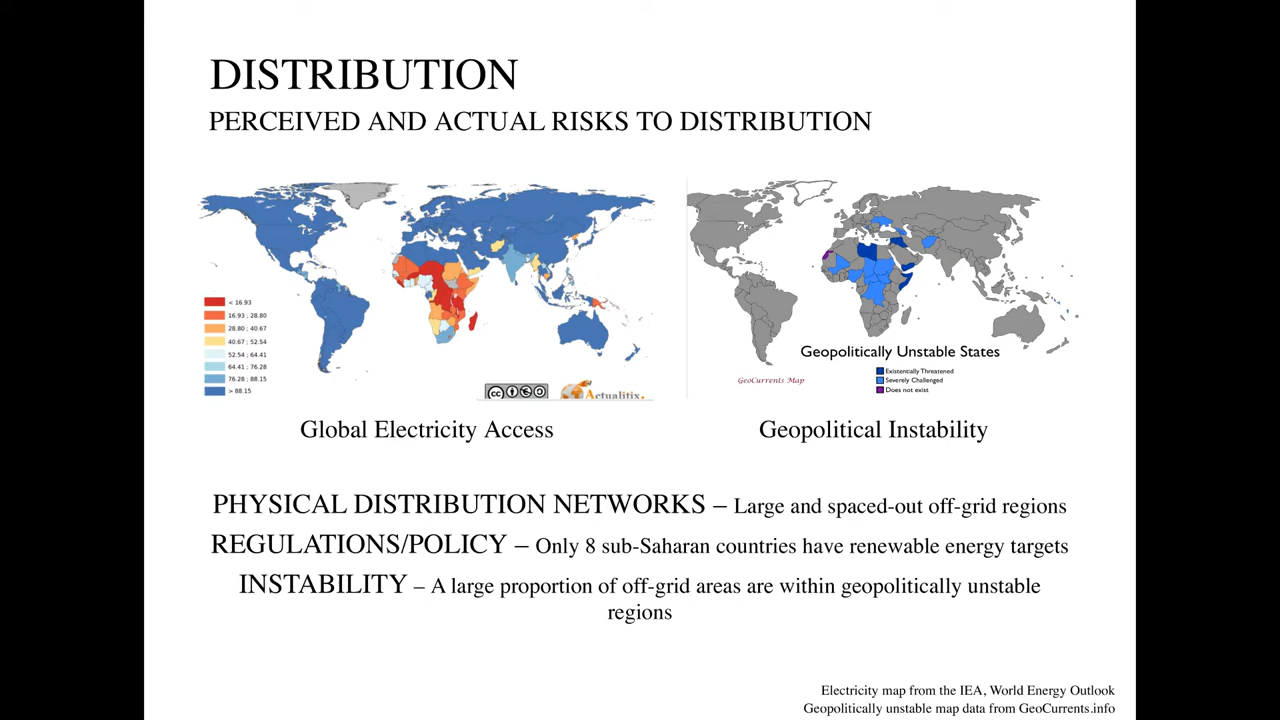 DISTRIBUTION
PERCEIVED AND ACTUAL RISKS TO DISTRIBUTION
< 16.93
16.93 ; 28.80
28.80 ; 40.67
40.67 ; 52.54
52.54 ; 64.41
64.41 ; 76.28
76.28 ; 88.15
> 88.15
cc
Actualitix.
Geopolitically Unstable States
GeoCurrents Map
Existentially Threatened
Severely Challenged
Does not exist
Global Electricity Access
Geopolitical Instability
PHYSICAL DISTRIBUTION NETWORKS – Large and spaced-out off-grid regions
REGULATIONS/POLICY – Only 8 sub-Saharan countries have renewable energy targets
INSTABILITY – A large proportion of off-grid areas are within geopolitically unstable
regions
Electricity map from the IEA, World Energy Outlook
Geopolitically unstable map data from GeoCurrents.info